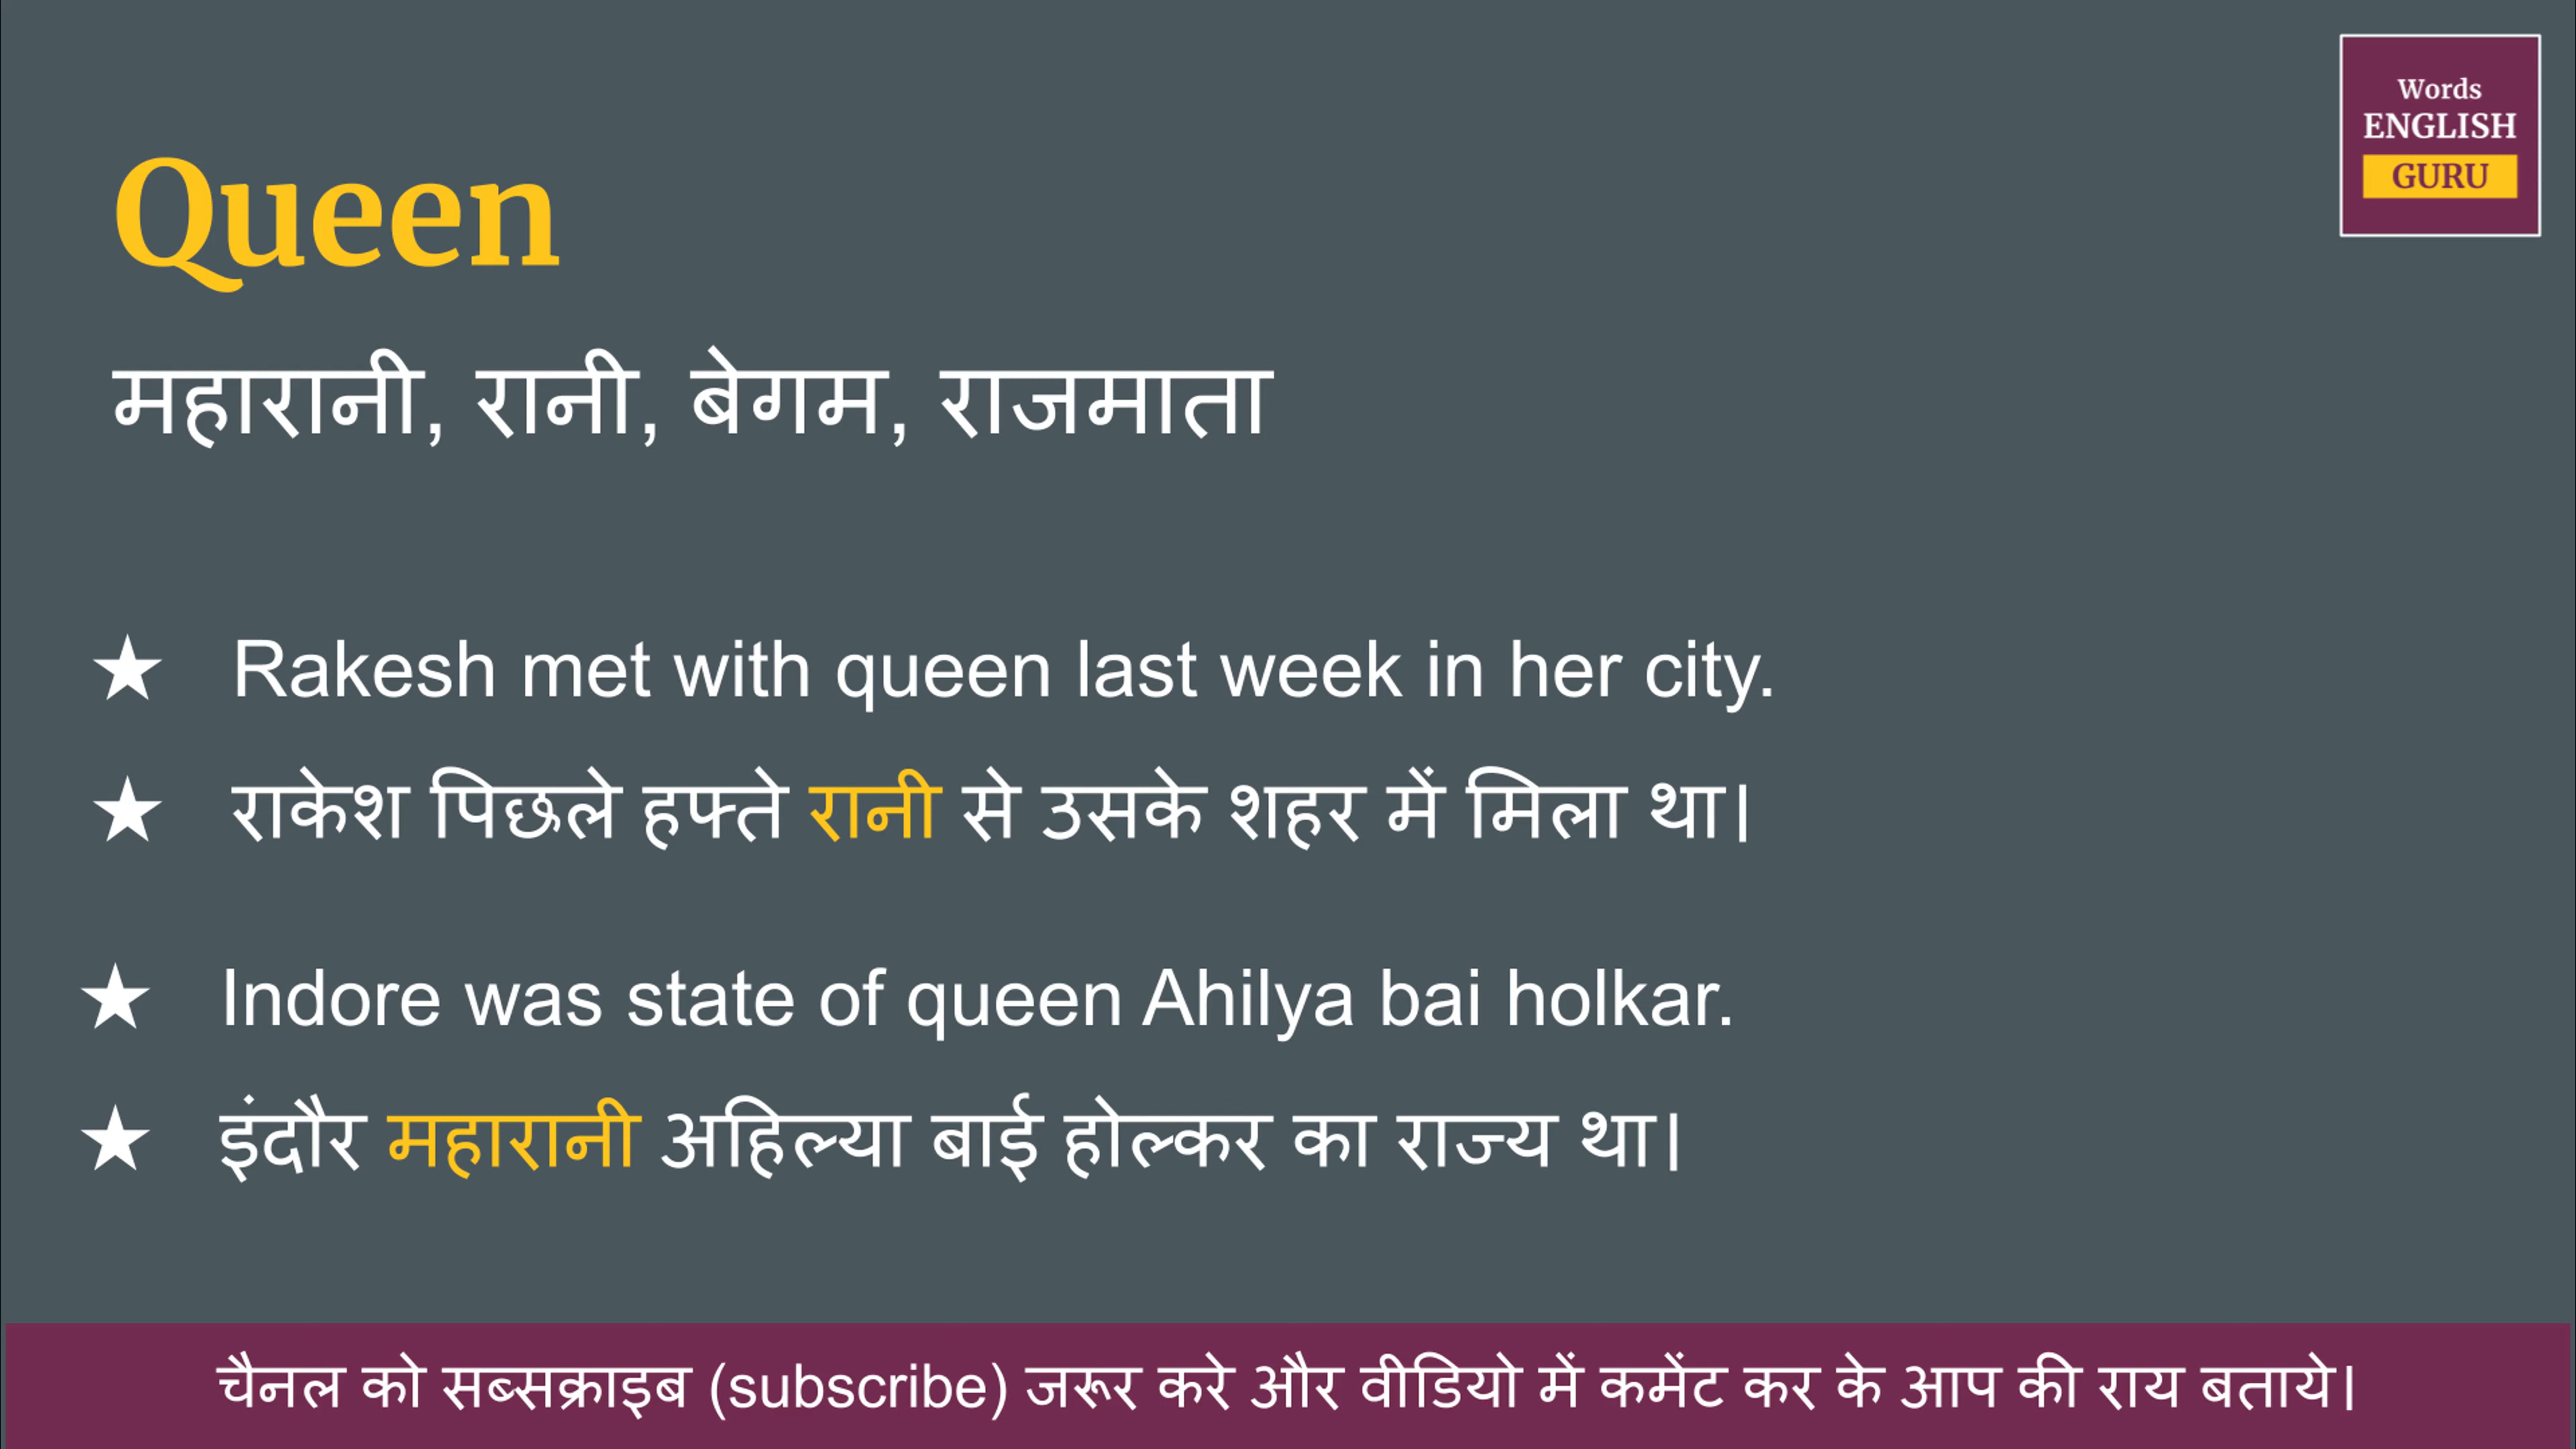 Words
ENGLISH
GURU
Queen
महारानी, रानी, बेगम, राजमाता
★ Rakesh met with queen last week in her city.
★ राकेश पिछले हफ्ते रानी से उसके शहर में मिला था।
★ Indore was state of queen Ahilya bai holkar.
★ इंदौर महारानी अहिल्या बाई होल्कर का राज्य था।
चैनल को सब्सक्राइब (subscribe) जरूर करे और वीडियो में कमेंट कर के आप की राय बताये।